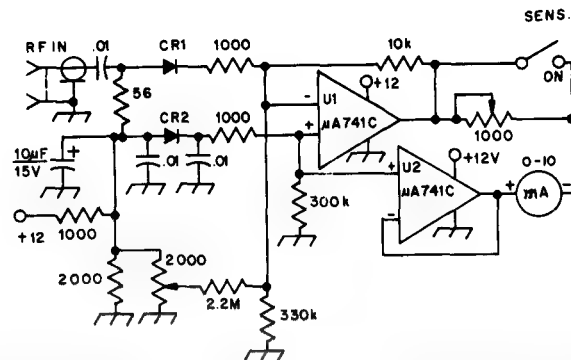 SENS.
RF IN
.01
CR1
1000
10k
ON
+12
-
U1
+
µA741C
56
CR2
1000
1000
10µF
15V
+
.01
.01
300k
+
U2
µA741C
-
+12V
0-10
+
mA
-
+12
1000
2000
2000
2.2M
330k